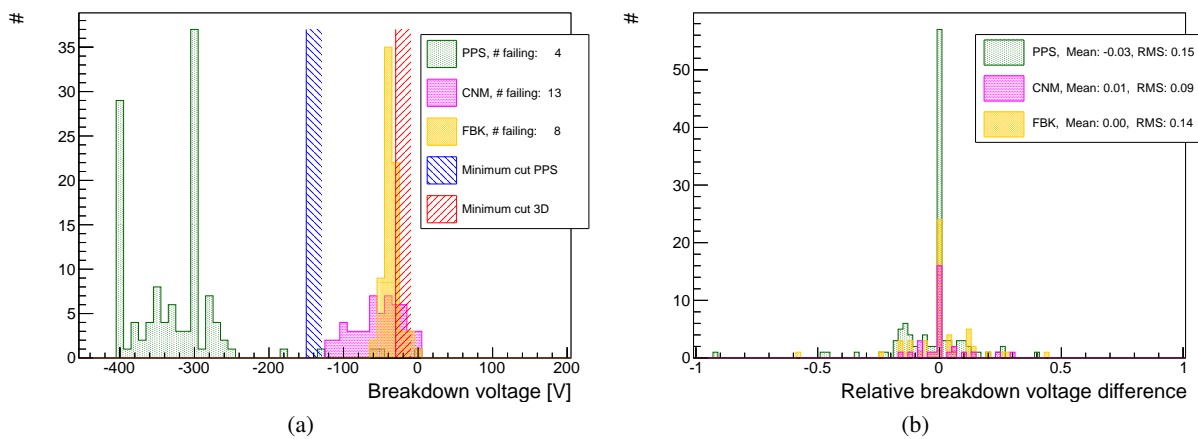 #
35
30
25
20
15
10
5
0
-400 -300 -200 -100 0 100 200
Breakdown voltage [V]
PPS, # failing: 4
CNM, # failing: 13
FBK, # failing: 8
Minimum cut PPS
Minimum cut 3D
(a)
#
50
40
30
20
10
0
-1 -0.5 0 0.5 1
Relative breakdown voltage difference
PPS, Mean: -0.03, RMS: 0.15
CNM, Mean: 0.01, RMS: 0.09
FBK, Mean: 0.00, RMS: 0.14
(b)